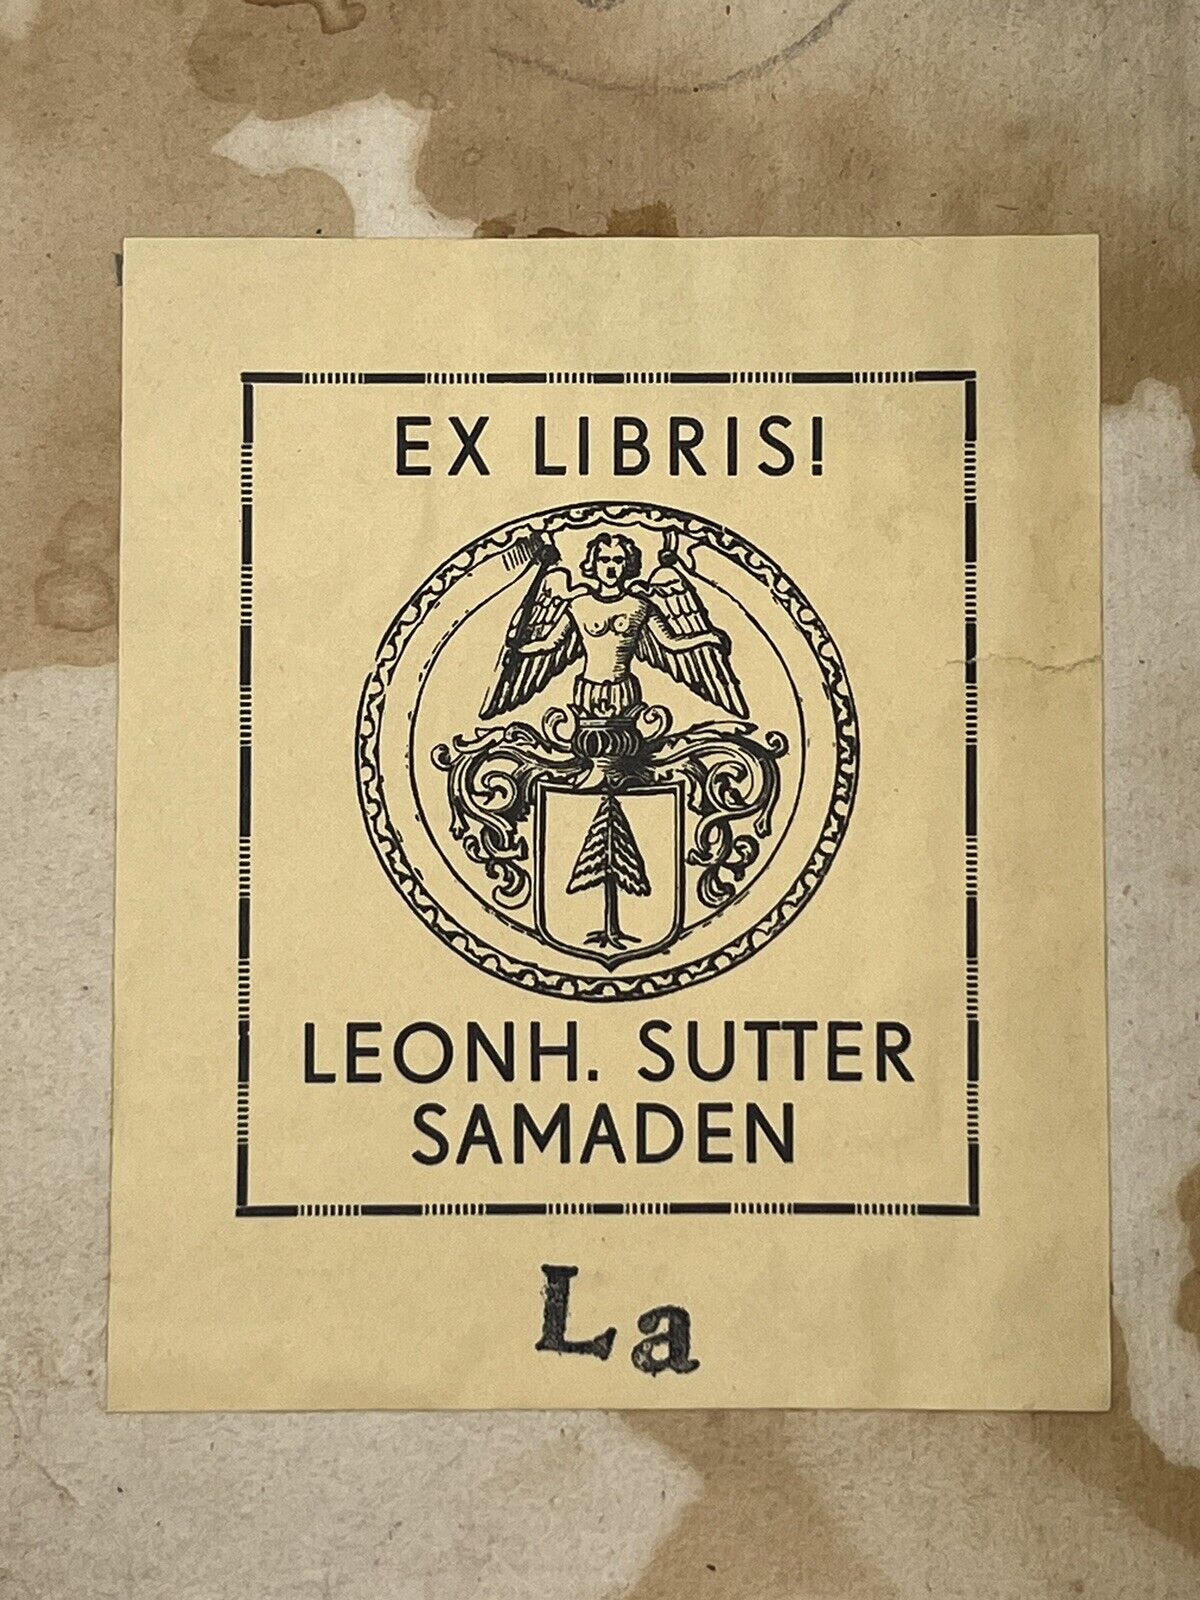 EX LIBRIS!
LEONH. SUTTER
SAMADEN
La